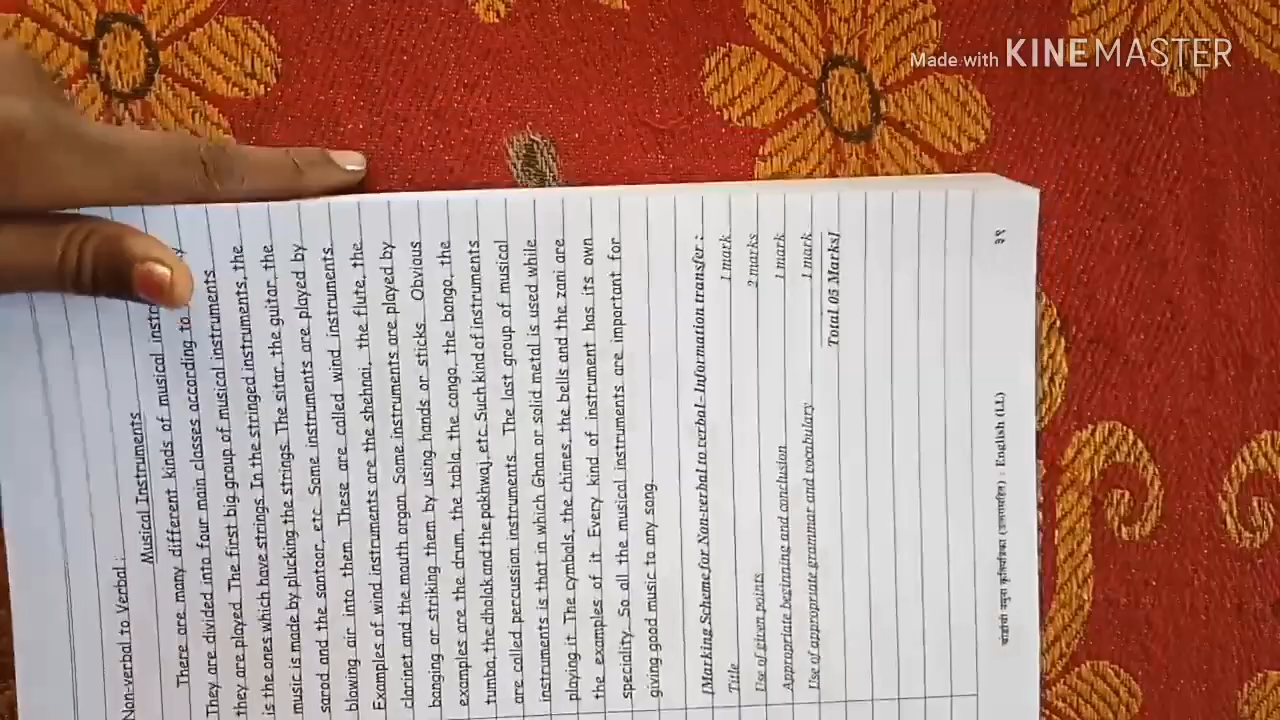 Made with KINEMASTER
Non-verbal to Verbal :
Musical Instruments
There are many different kinds of musical instr
They are divided into four main classes according to
they are played. The first big group of musical instruments
is the ones which have strings. In the stringed instruments, the
music is made by plucking the strings. The sitar, the guitar, the
sarod and the santoor, etc. Some instruments are played by
blowing air into them. These are called wind instruments.
Examples of wind instruments are the shehnai, the flute, the
clarinet and the mouth organ. Some instruments are played by
banging or striking them by using hands or sticks. Obvious
examples are the drum, the tabla, the congo, the bongo, the
tumba, the dholak and the pakhwaj, etc. Such kind of instruments
are called percussion instruments. The last group of musical
instruments is that in which Ghan or solid metal is used while
playing it. The cymbals, the chimes, the bells and the zani are
the examples of it. Every kind of instrument has its own
speciality. So all the musical instruments are important for
giving good music to any song.
[Marking Scheme for Non-verbal to verbal - Information transfer :
Title 1 mark
Use of given points 2 marks
Appropriate beginning and conclusion 1 mark
Use of appropriate grammar and vocabulary 1 mark
Total 05 Marks]
: English (LL) ३९